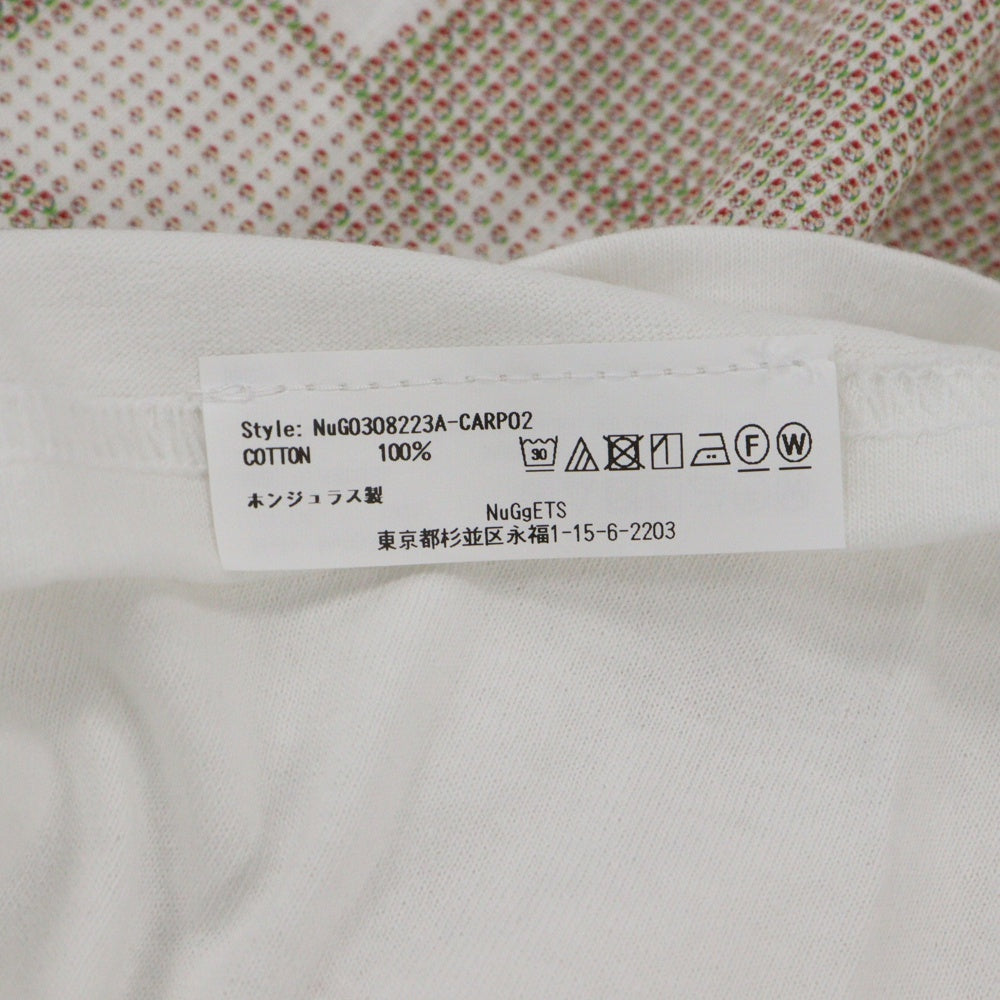 Style: NuG0308223A-CARP02
COTTON 100%
30 F W
ホンジュラス製
NuGgETS
東京都杉並区永福1-15-6-2203